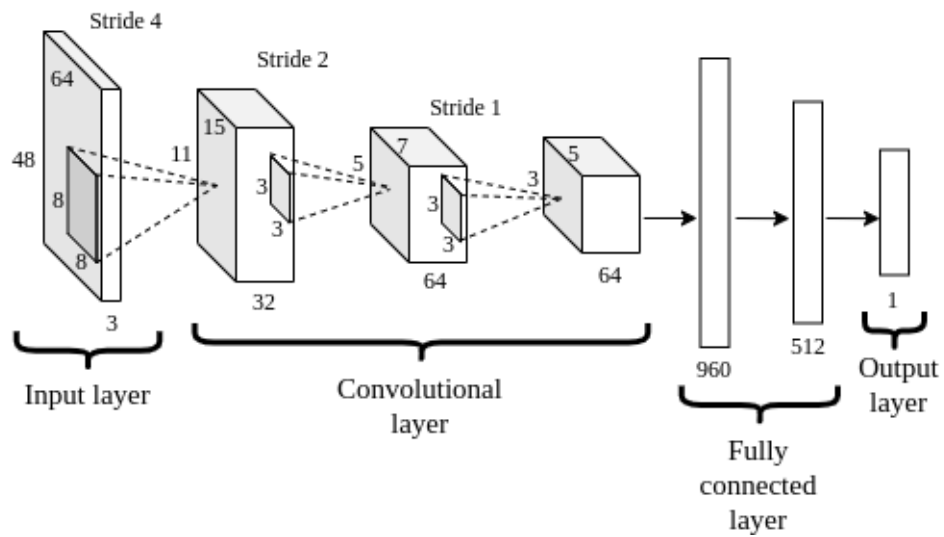 Stride 4
64
48
8
8
3
Input layer
Stride 2
15
11
3
3
32
Stride 1
7
5
3
3
64
5
3
64
Convolutional
layer
960
512
Fully
connected
layer
1
Output
layer